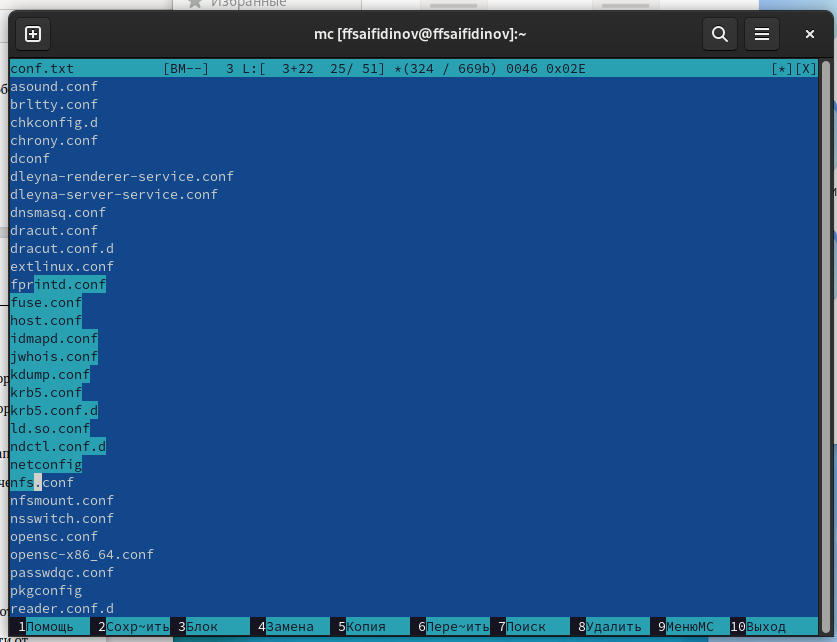 Избранные
mc [ffsaifidinov@ffsaifidinov]:~
conf.txt [BM--] 3 L:[ 3+22 25/ 51] *(324 / 669b) 0046 0x02E [*][X]
asound.conf
brltty.conf
chkconfig.d
chrony.conf
dconf
dleyna-renderer-service.conf
dleyna-server-service.conf
dnsmasq.conf
dracut.conf
dracut.conf.d
extlinux.conf
fprintd.conf
fuse.conf
host.conf
idmapd.conf
jwhois.conf
kdump.conf
krb5.conf
krb5.conf.d
ld.so.conf
ndctl.conf.d
netconfig
nfs.conf
nfsmount.conf
nsswitch.conf
opensc.conf
opensc-x86_64.conf
passwdqc.conf
pkgconfig
reader.conf.d
1Помощь 2Сохр~ить 3Блок 4Замена 5Копия 6Пере~ить 7Поиск 8Удалить 9МенюMC 10Выход